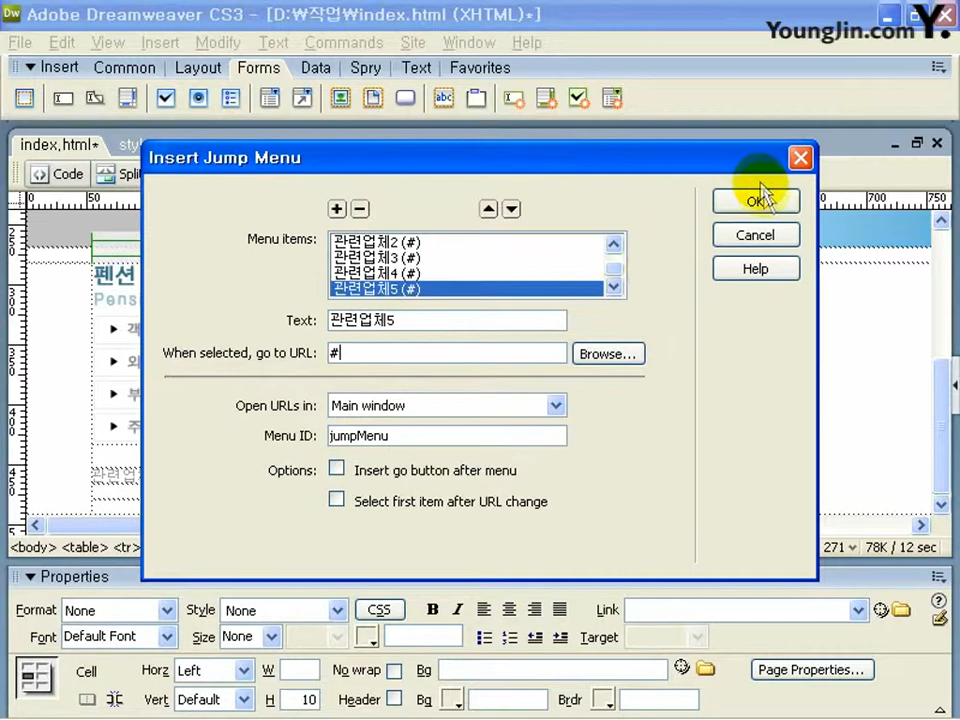 Adobe Dreamweaver CS3 - [D:\작업\index.html (XHTML)*]
YoungJin.com Y.
File Edit View Insert Modify Text Commands Site Window Help
Insert Common Layout Forms Data Spry Text Favorites
index.html*
Insert Jump Menu
Code
OK
Menu items:
관련업체2 (#)
관련업체3 (#)
관련업체4 (#)
관련업체5 (#)
Cancel
Help
펜션
Pens
Text: 관련업체5
When selected, go to URL: # Browse...
Open URLs in: Main window
Menu ID: jumpMenu
Options: Insert go button after menu
Select first item after URL change
50 700 750
<body> <table> <tr> 271 78K / 12 sec
Properties
Format None Style None CSS B I Link
Font Default Font Size None Target
Cell Horz Left W No wrap Bg Page Properties...
Vert Default H 10 Header Bg Brdr